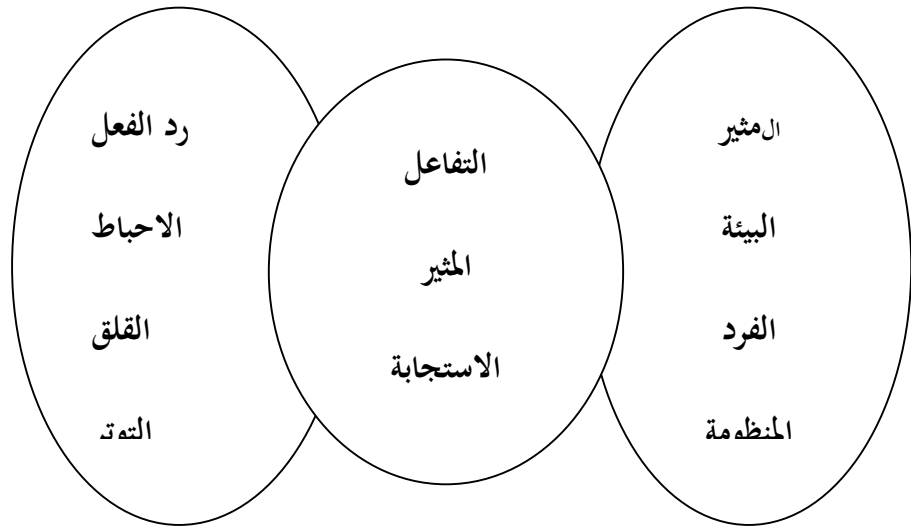 المثير
البيئة
الفرد
المنظومة
التفاعل
المثير
الاستجابة
رد الفعل
الاحباط
القلق
التوتر